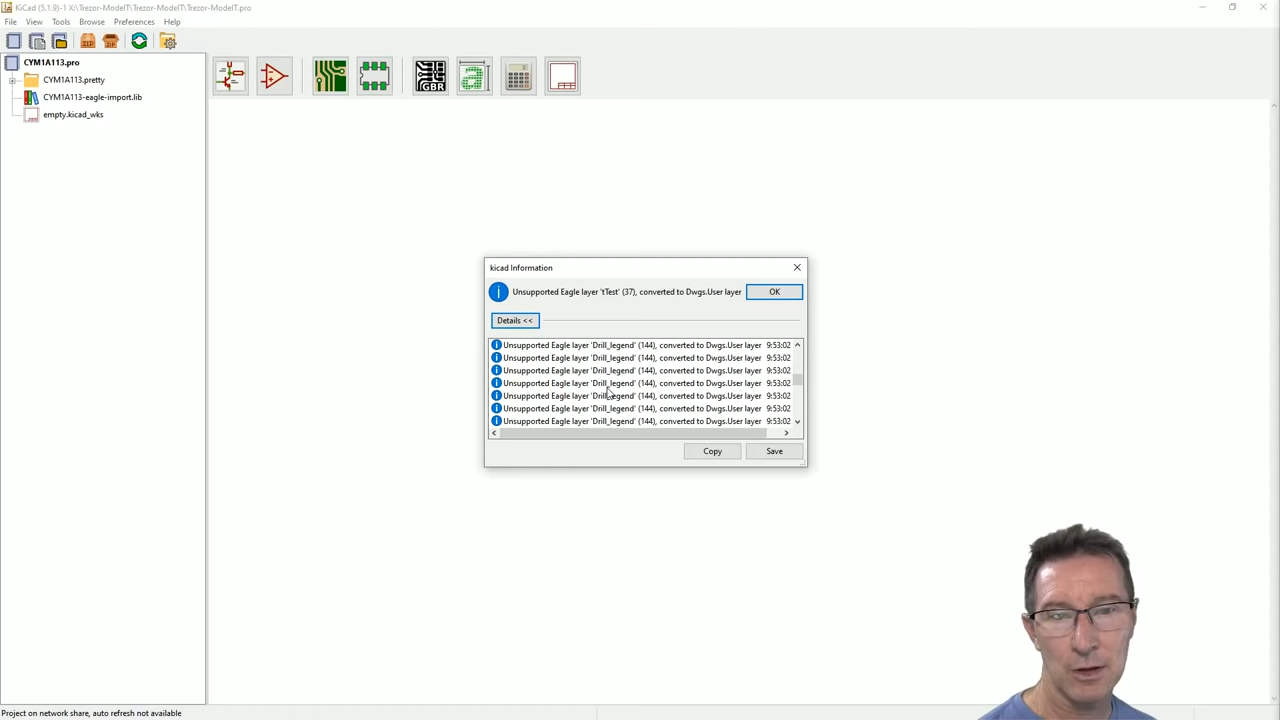 KiCad (5.1.9)-1 X:\Trezor-ModelT\Trezor-ModelT\Trezor-ModelT.pro
File View Tools Browse Preferences Help
ZIP ZIP
GBR a
CYM1A113.pro
CYM1A113.pretty
CYM1A113-eagle-import.lib
empty.kicad_wks
kicad Information
Unsupported Eagle layer 'tTest' (37), converted to Dwgs.User layer OK
Details <<
Unsupported Eagle layer 'Drill_legend' (144), converted to Dwgs.User layer 9:53:02
Unsupported Eagle layer 'Drill_legend' (144), converted to Dwgs.User layer 9:53:02
Unsupported Eagle layer 'Drill_legend' (144), converted to Dwgs.User layer 9:53:02
Unsupported Eagle layer 'Drill_legend' (144), converted to Dwgs.User layer 9:53:02
Unsupported Eagle layer 'Drill_legend' (144), converted to Dwgs.User layer 9:53:02
Unsupported Eagle layer 'Drill_legend' (144), converted to Dwgs.User layer 9:53:02
Unsupported Eagle layer 'Drill_legend' (144), converted to Dwgs.User layer 9:53:02
Copy Save
Project on network share, auto refresh not available